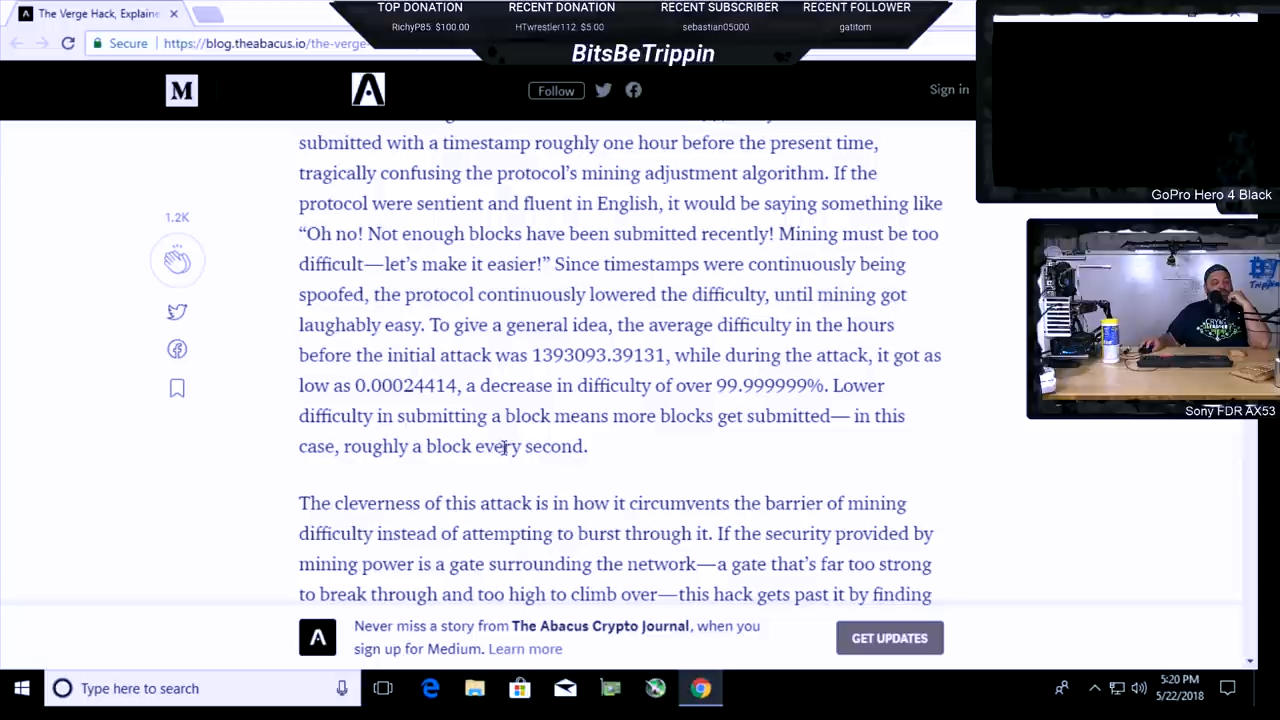 The Verge Hack, Explaine
TOP DONATION
RichyP85 $100.00
RECENT DONATION
HTwrestler112 $5.00
RECENT SUBSCRIBER
sebastian05000
RECENT FOLLOWER
gatitom
BitsBeTrippin
Secure
https://blog.theabacus.io/the-verge-
M
Follow
Sign in
GoPro Hero 4 Black
Sony FDR AX53
1.2K
submitted with a timestamp roughly one hour before the present time,
tragically confusing the protocol’s mining adjustment algorithm. If the
protocol were sentient and fluent in English, it would be saying something like
“Oh no! Not enough blocks have been submitted recently! Mining must be too
difficult—let’s make it easier!” Since timestamps were continuously being
spoofed, the protocol continuously lowered the difficulty, until mining got
laughably easy. To give a general idea, the average difficulty in the hours
before the initial attack was 1393093.39131, while during the attack, it got as
low as 0.00024414, a decrease in difficulty of over 99.999999%. Lower
difficulty in submitting a block means more blocks get submitted— in this
case, roughly a block every second.
The cleverness of this attack is in how it circumvents the barrier of mining
difficulty instead of attempting to burst through it. If the security provided by
mining power is a gate surrounding the network—a gate that’s far too strong
to break through and too high to climb over—this hack gets past it by finding
Never miss a story from The Abacus Crypto Journal, when you
sign up for Medium. Learn more
GET UPDATES
Type here to search
5:20 PM
5/22/2018